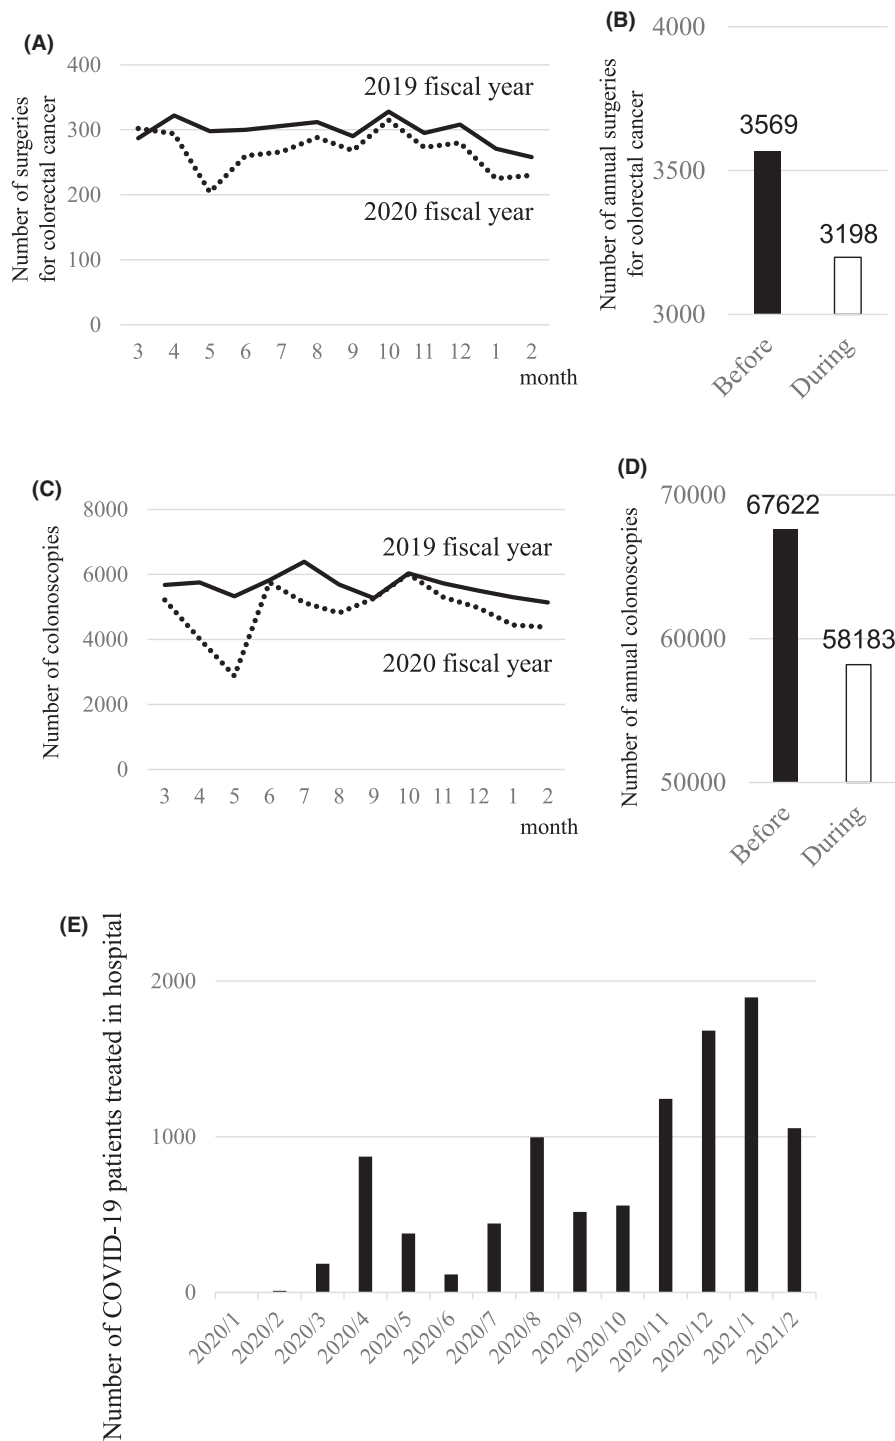 (A)
Number of surgeries
for colorectal cancer
400
300
200
100
0
2019 fiscal year
2020 fiscal year
3 4 5 6 7 8 9 10 11 12 1 2
month
(B)
Number of annual surgeries
for colorectal cancer
4000
3500
3000
3569
3198
Before
During
(C)
Number of colonoscopies
8000
6000
4000
2000
0
2019 fiscal year
2020 fiscal year
3 4 5 6 7 8 9 10 11 12 1 2
month
(D)
Number of annual colonoscopies
70000
60000
50000
67622
58183
Before
During
(E)
Number of COVID-19 patients treated in hospital
2000
1000
0
2020/1
2020/2
2020/3
2020/4
2020/5
2020/6
2020/7
2020/8
2020/9
2020/10
2020/11
2020/12
2021/1
2021/2